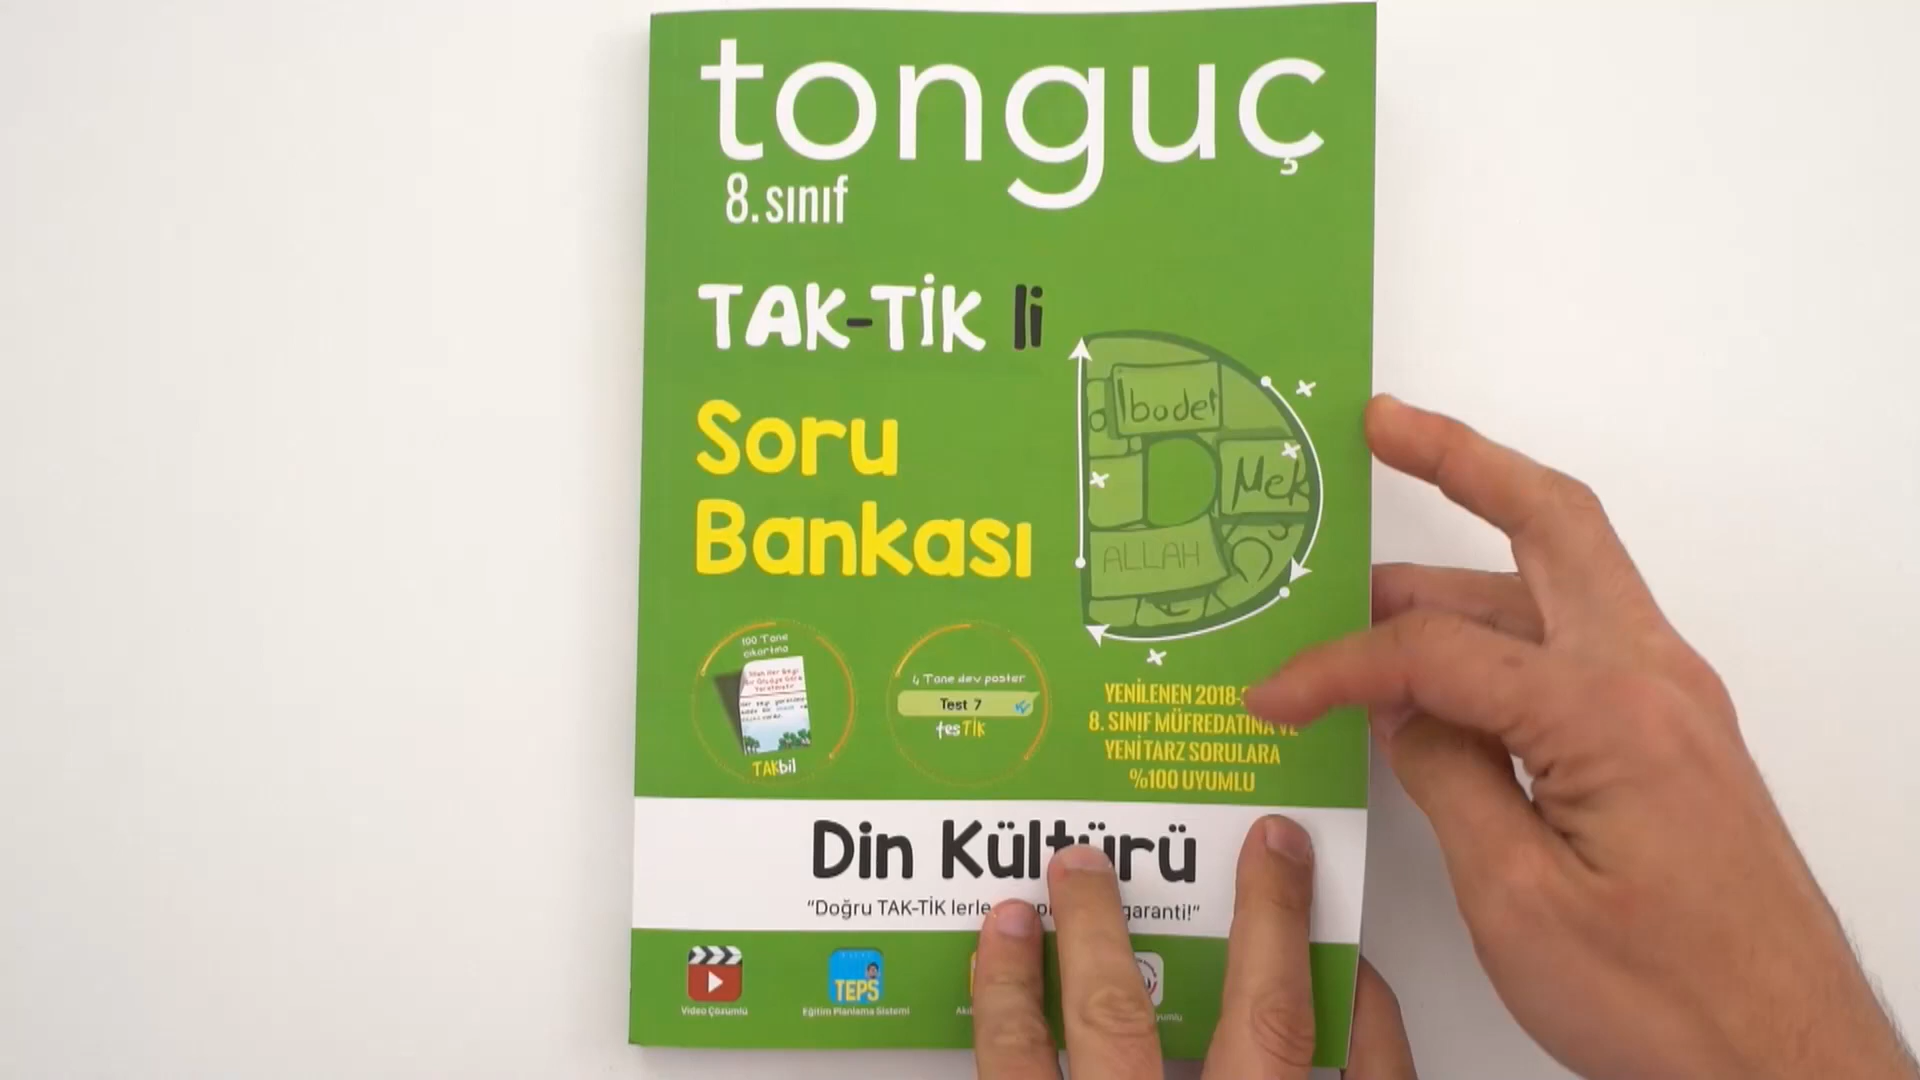 tonguç
8.sınıf
TAK-TİK li
Soru
Bankası
İbadet
Mek
ALLAH
100 Tane
çıkartma
TAKbil
4 Tane dev poster
Test 7
tesTİK
YENİLENEN 2018-
8. SINIF MÜFREDATINA VE
YENİ TARZ SORULARA
%100 UYUMLU
Din Kültürü
“Doğru TAK-TİK lerle garanti!”
TEPS
Video Çözümlü
Eğitim Planlama Sistemi